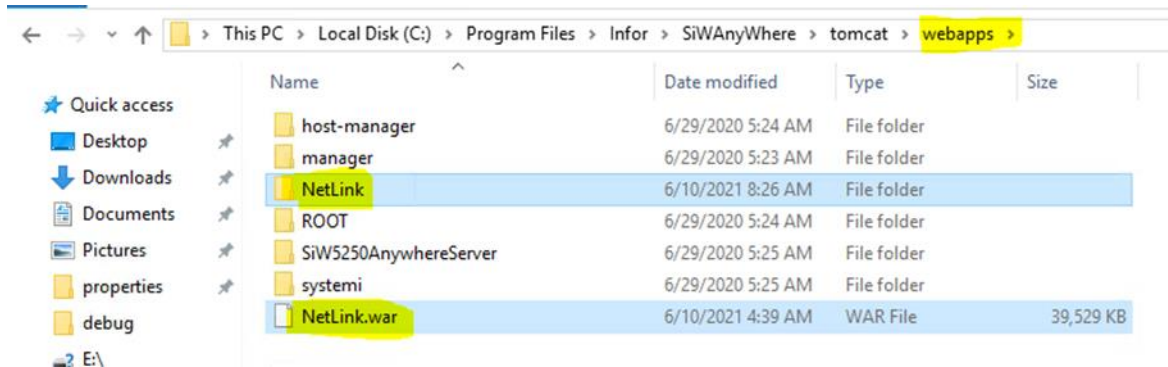 This PC > Local Disk (C:) > Program Files > Infor > SiWAnyWhere > tomcat > webapps >
Name Date modified Type Size
Quick access
Desktop
Downloads
Documents
Pictures
properties
debug
E:\
host-manager 6/29/2020 5:24 AM File folder
manager 6/29/2020 5:23 AM File folder
NetLink 6/10/2021 8:26 AM File folder
ROOT 6/29/2020 5:24 AM File folder
SiW5250AnywhereServer 6/29/2020 5:25 AM File folder
systemi 6/29/2020 5:25 AM File folder
NetLink.war 6/10/2021 4:39 AM WAR File 39,529 KB